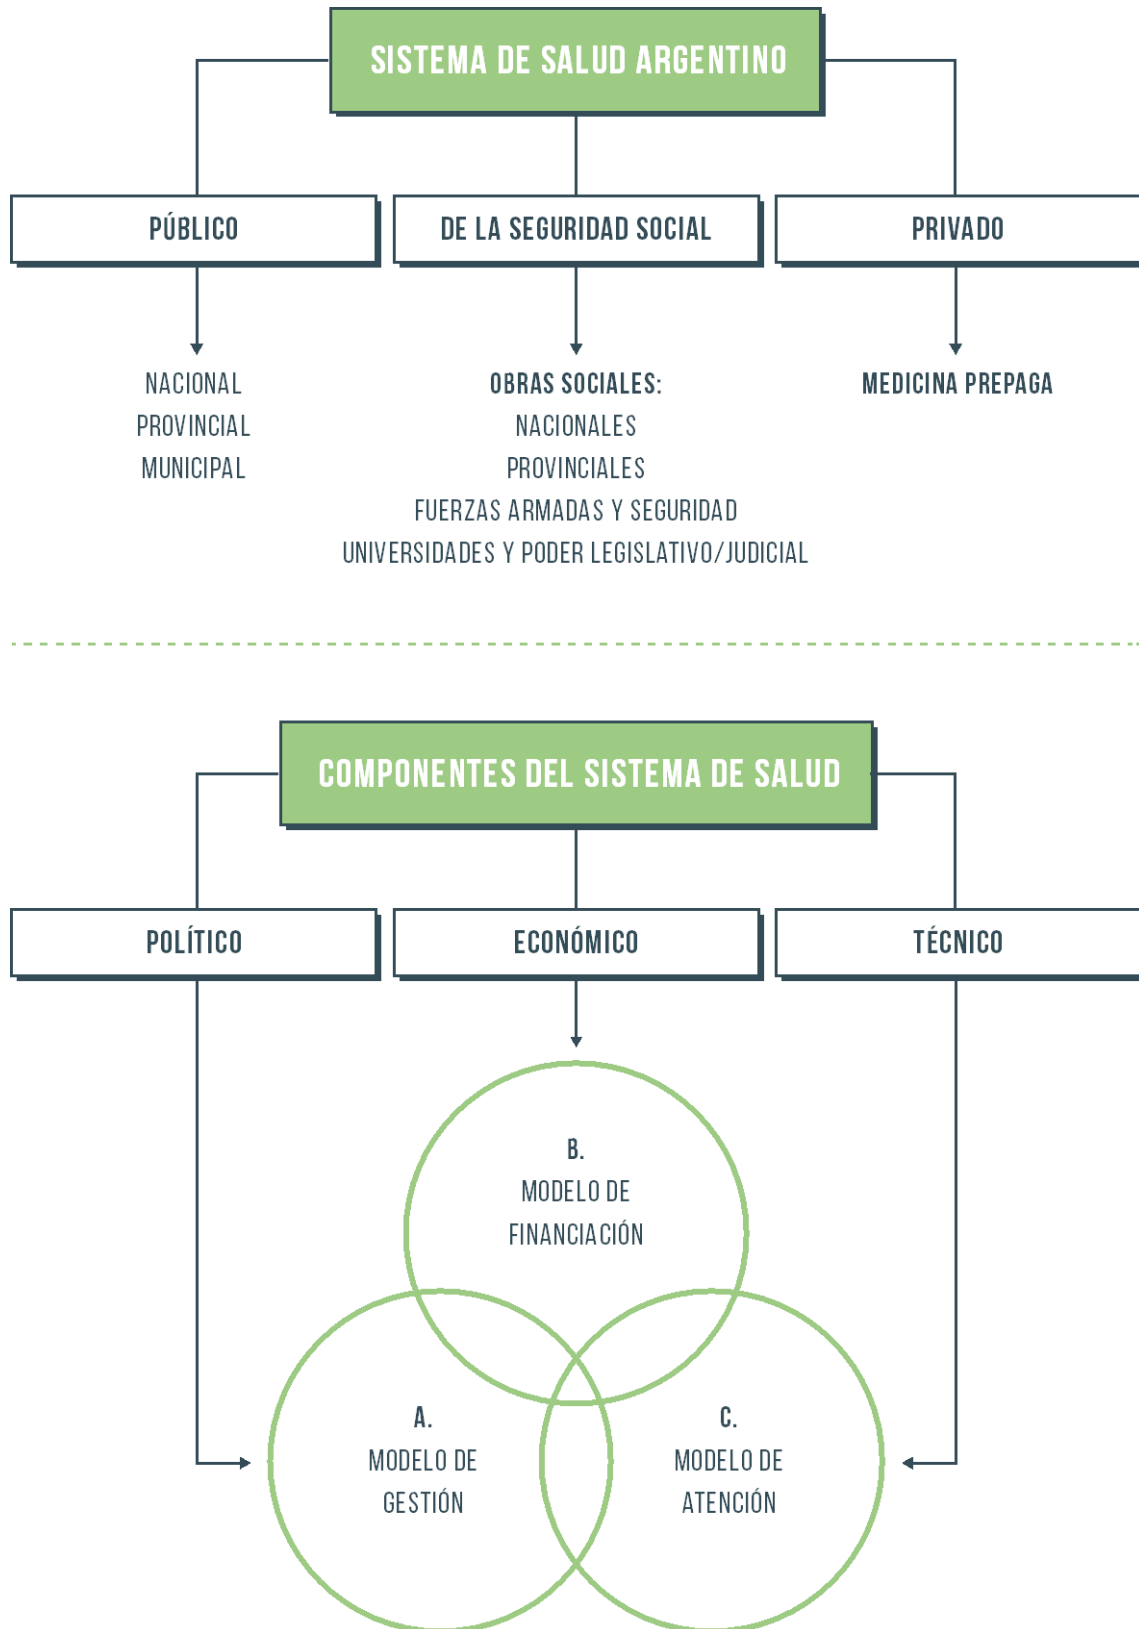 SISTEMA DE SALUD ARGENTINO
PÚBLICO
DE LA SEGURIDAD SOCIAL
PRIVADO
NACIONAL
PROVINCIAL
MUNICIPAL
OBRAS SOCIALES:
NACIONALES
PROVINCIALES
FUERZAS ARMADAS Y SEGURIDAD
UNIVERSIDADES Y PODER LEGISLATIVO/JUDICIAL
MEDICINA PREPAGA
COMPONENTES DEL SISTEMA DE SALUD
POLÍTICO
ECONÓMICO
TÉCNICO
B.
MODELO DE
FINANCIACIÓN
A.
MODELO DE
GESTIÓN
C.
MODELO DE
ATENCIÓN